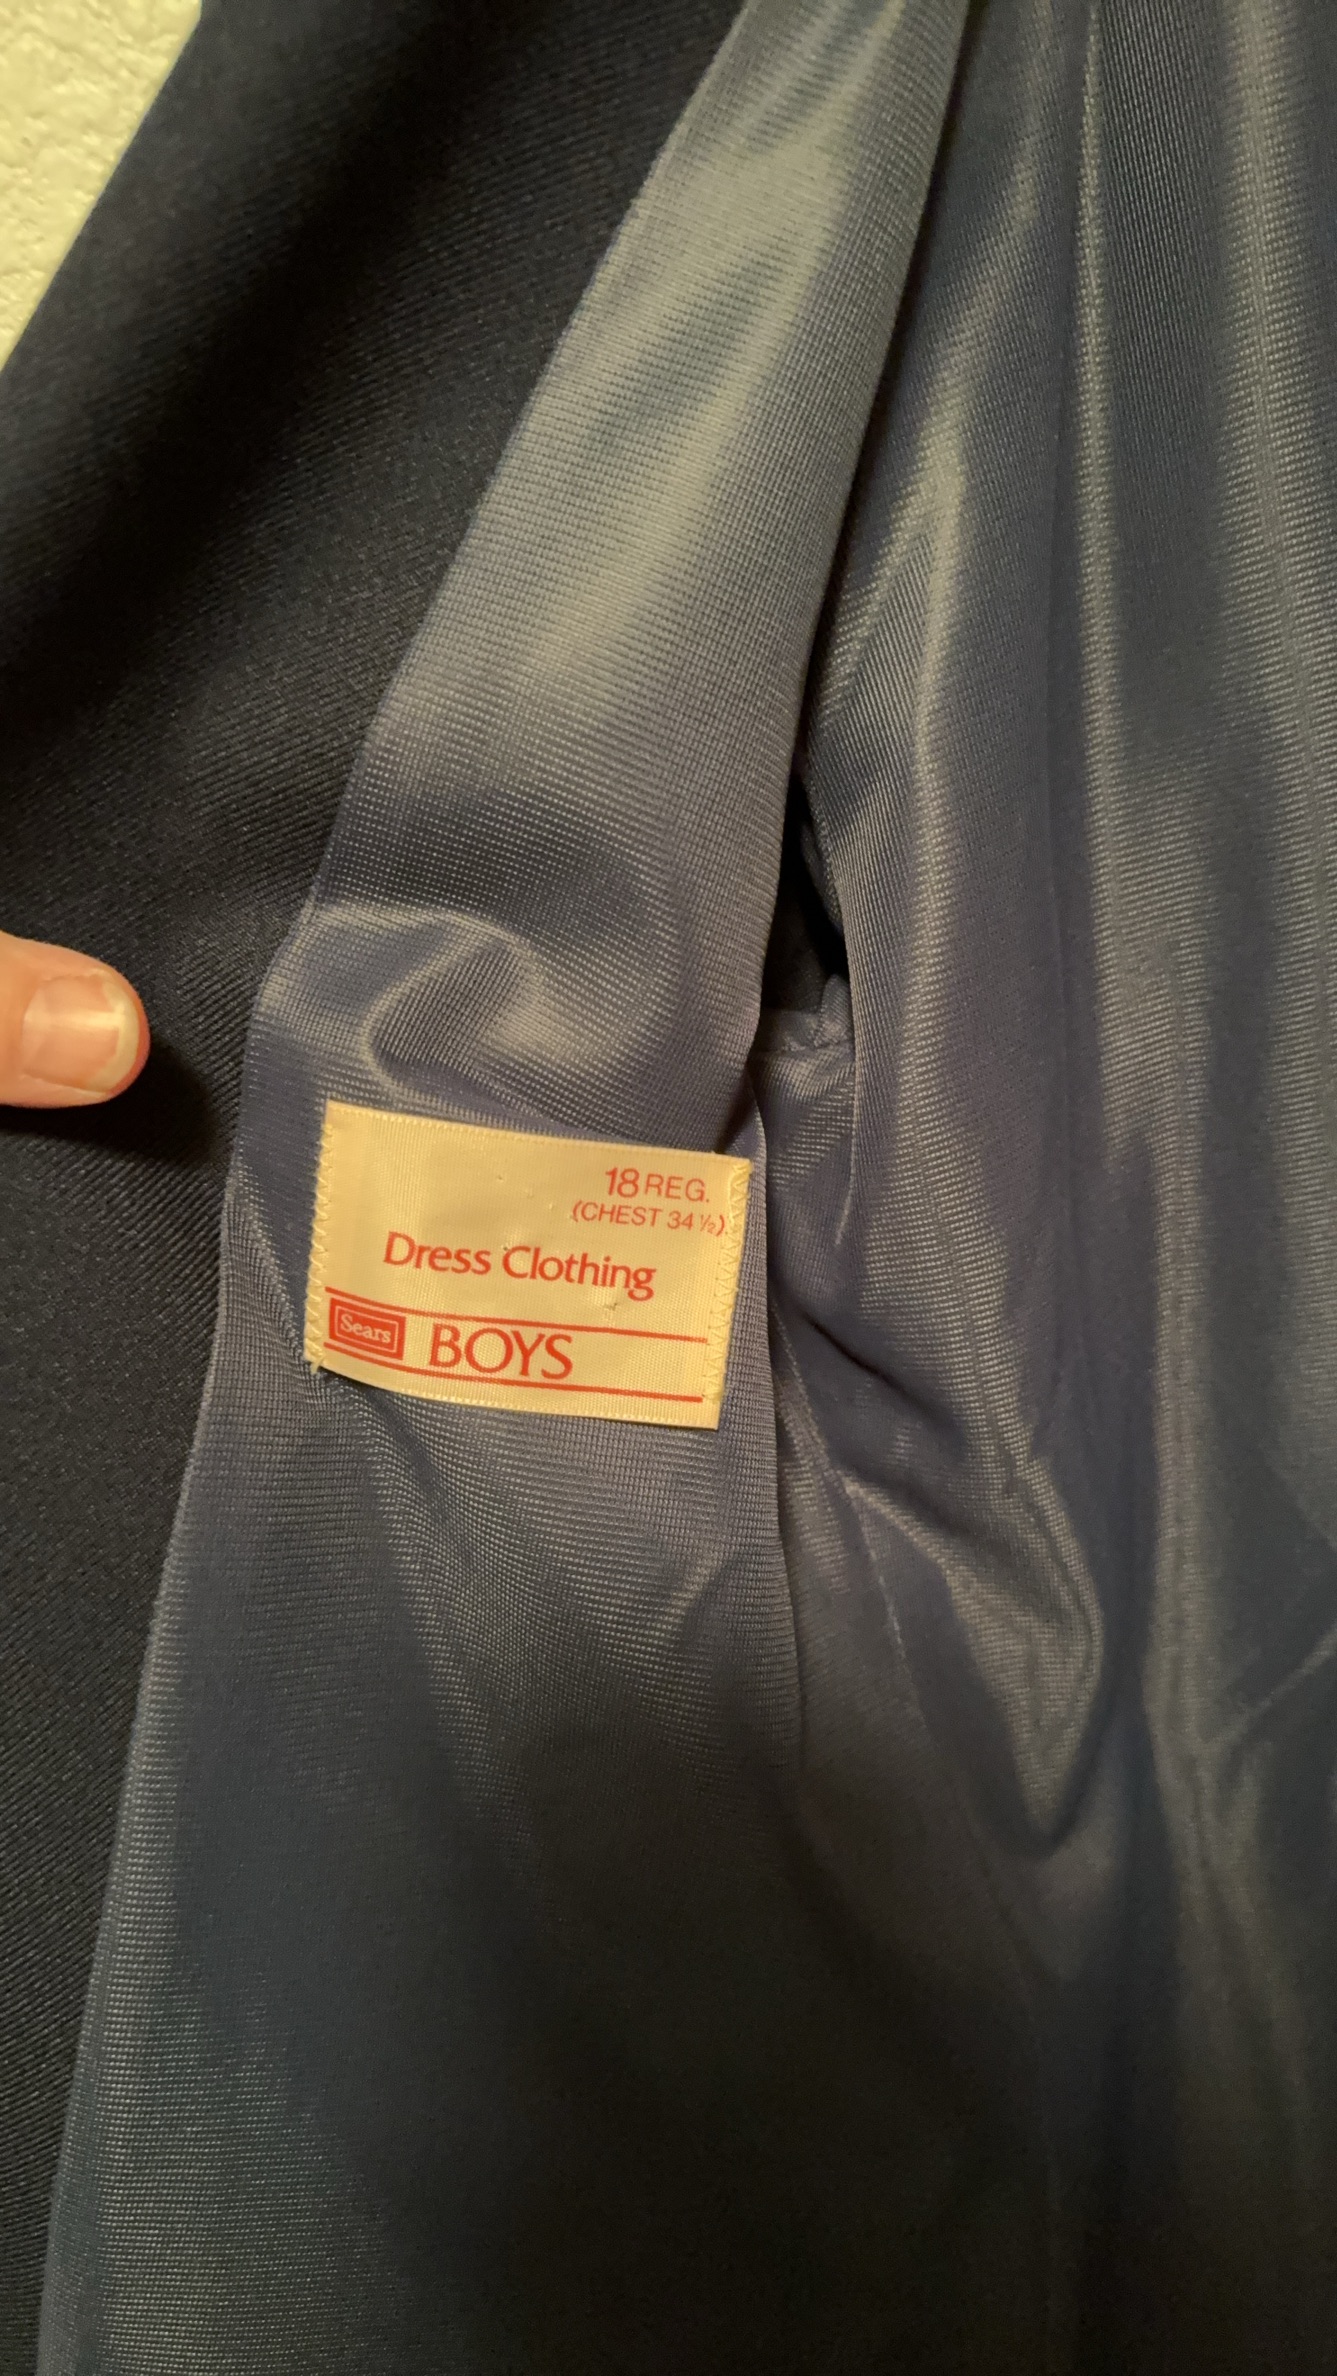 18 REG.
(CHEST 34 ½)
Dress Clothing
Sears BOYS